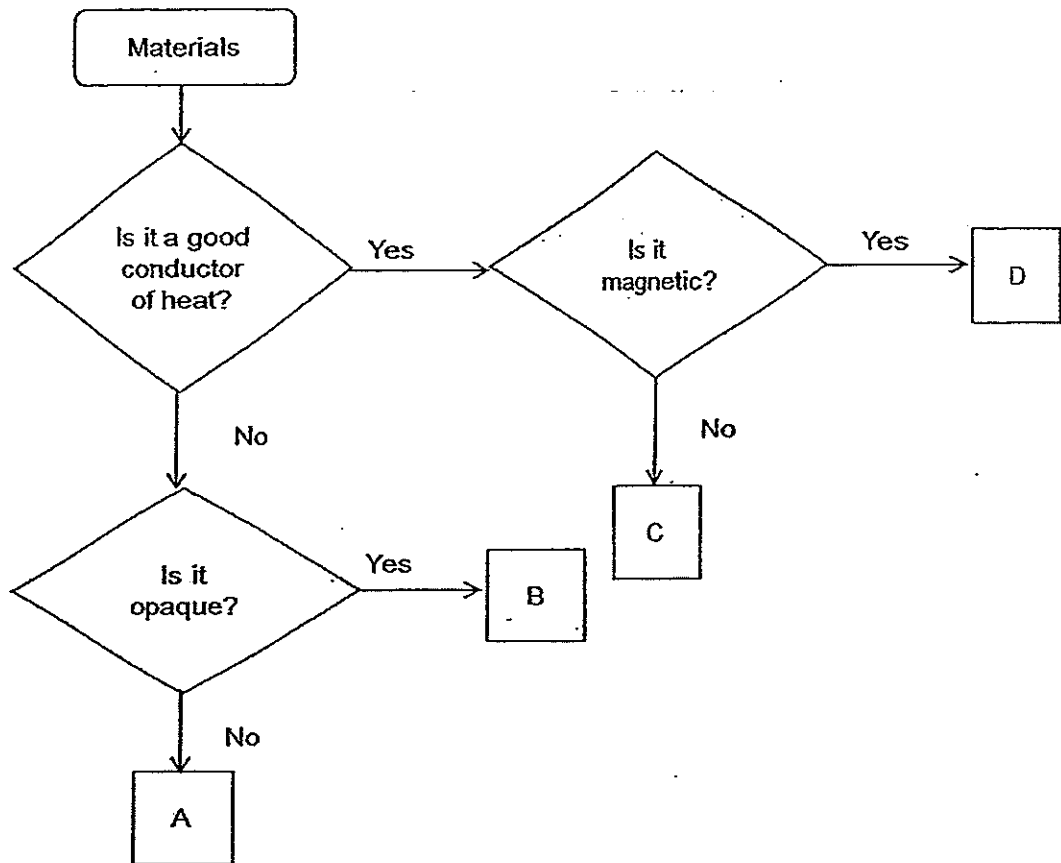 Materials
Is it a good
conductor
of heat?
Yes
Is it
magnetic?
Yes
D
No
No
C
Is it
opaque?
Yes
B
No
A